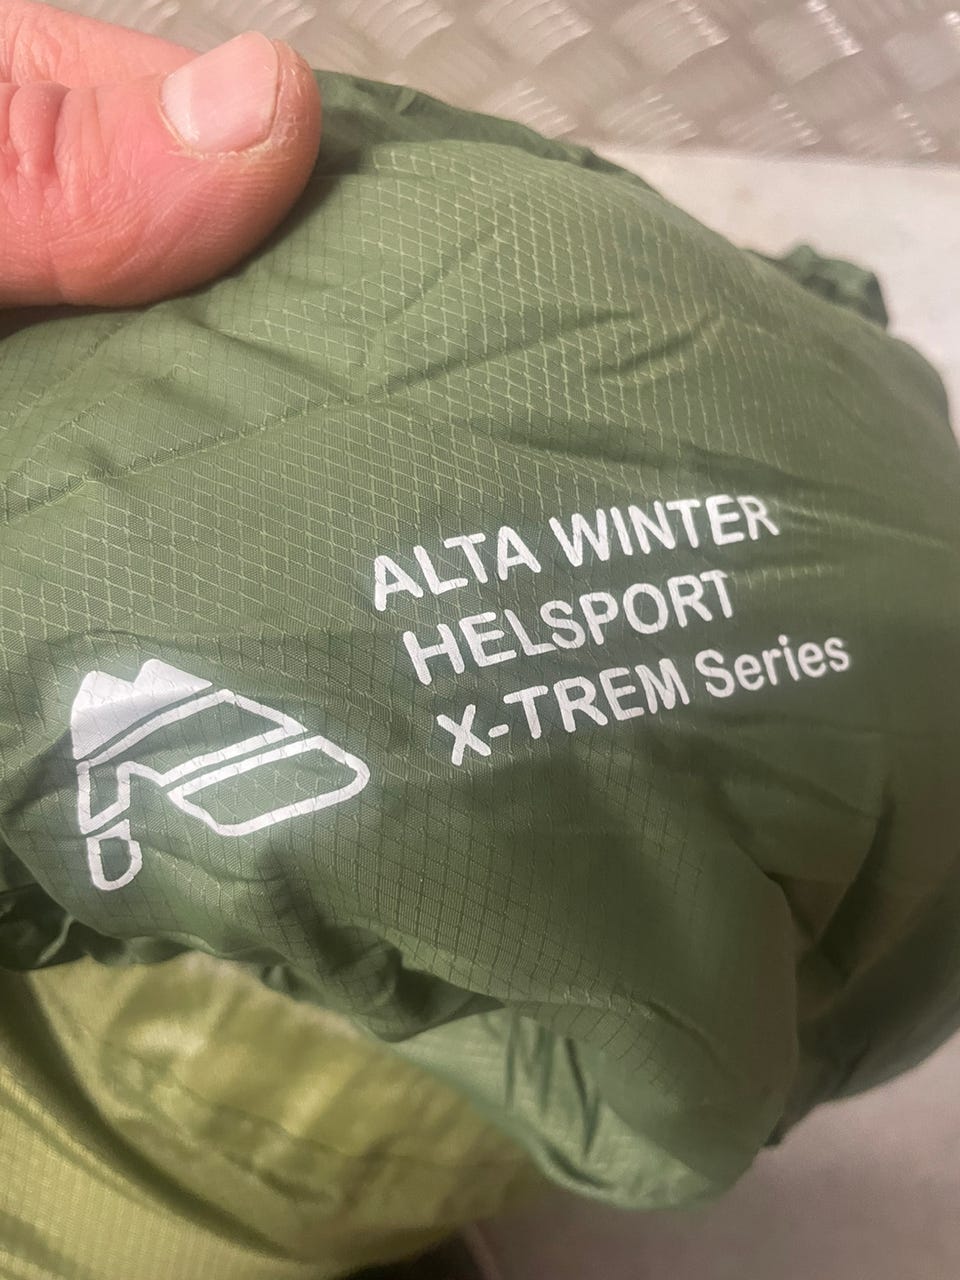 ALTA WINTER
HELSPORT
X-TREM Series